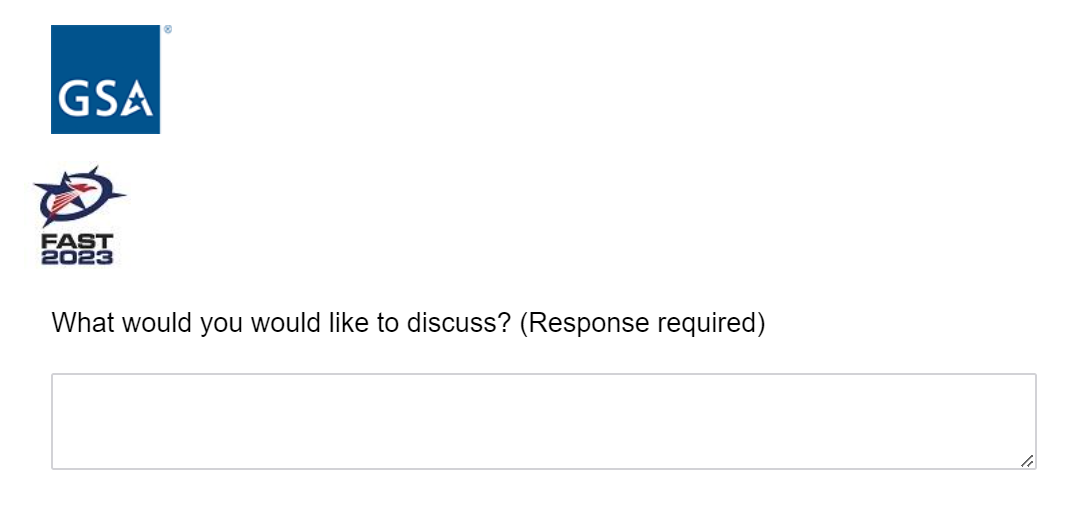 ®
GSA
FAST
2023
What would you would like to discuss? (Response required)